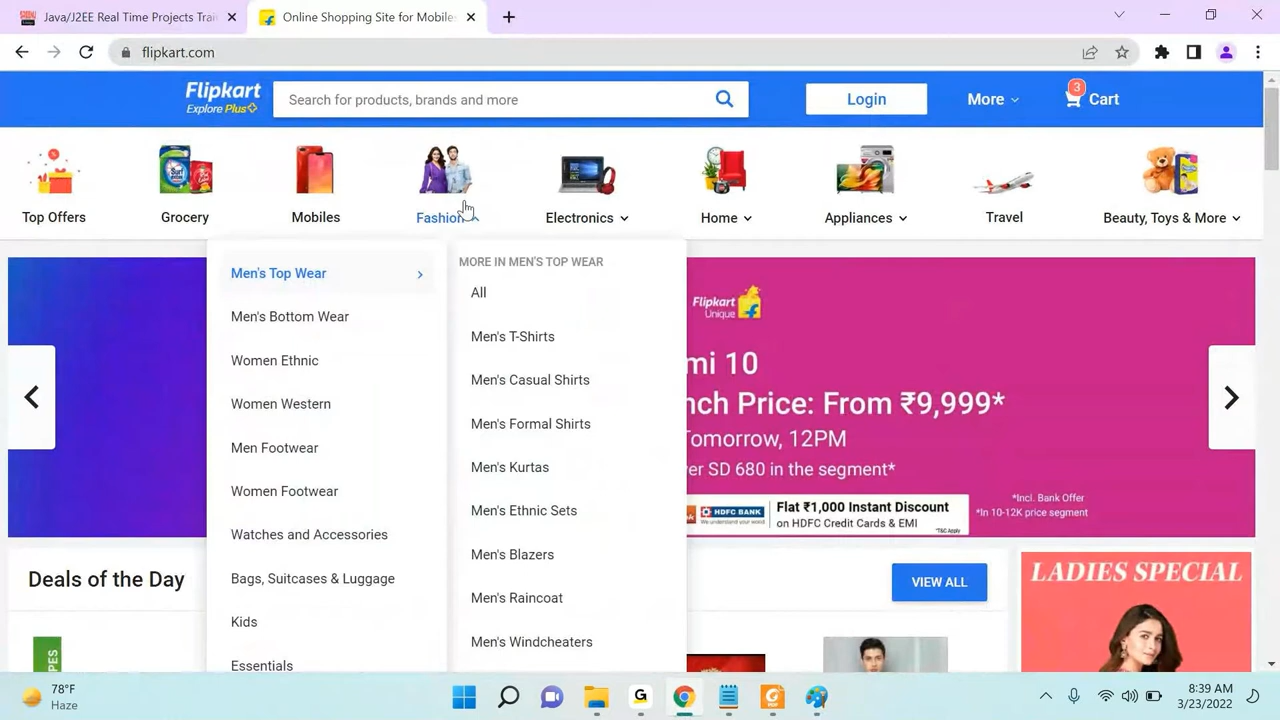 Java/J2EE Real Time Projects Trai
Online Shopping Site for Mobiles
flipkart.com
Flipkart
Explore Plus
Search for products, brands and more
Login
More
3
Cart
Top Offers
Grocery
Mobiles
Fashion
Electronics
Home
Appliances
Travel
Beauty, Toys & More
Men's Top Wear
Men's Bottom Wear
Women Ethnic
Women Western
Men Footwear
Women Footwear
Watches and Accessories
Bags, Suitcases & Luggage
Kids
Essentials
MORE IN MEN'S TOP WEAR
All
Men's T-Shirts
Men's Casual Shirts
Men's Formal Shirts
Men's Kurtas
Men's Ethnic Sets
Men's Blazers
Men's Raincoat
Men's Windcheaters
Flipkart
Unique
mi 10
nch Price: From ₹9,999*
Tomorrow, 12PM
er SD 680 in the segment*
HDFC BANK
We understand your world
Flat ₹1,000 Instant Discount
on HDFC Credit Cards & EMI
*T&C Apply
*Incl. Bank Offer
*In 10-12K price segment
Deals of the Day
VIEW ALL
LADIES SPECIAL
78°F
Haze
8:39 AM
3/23/2022